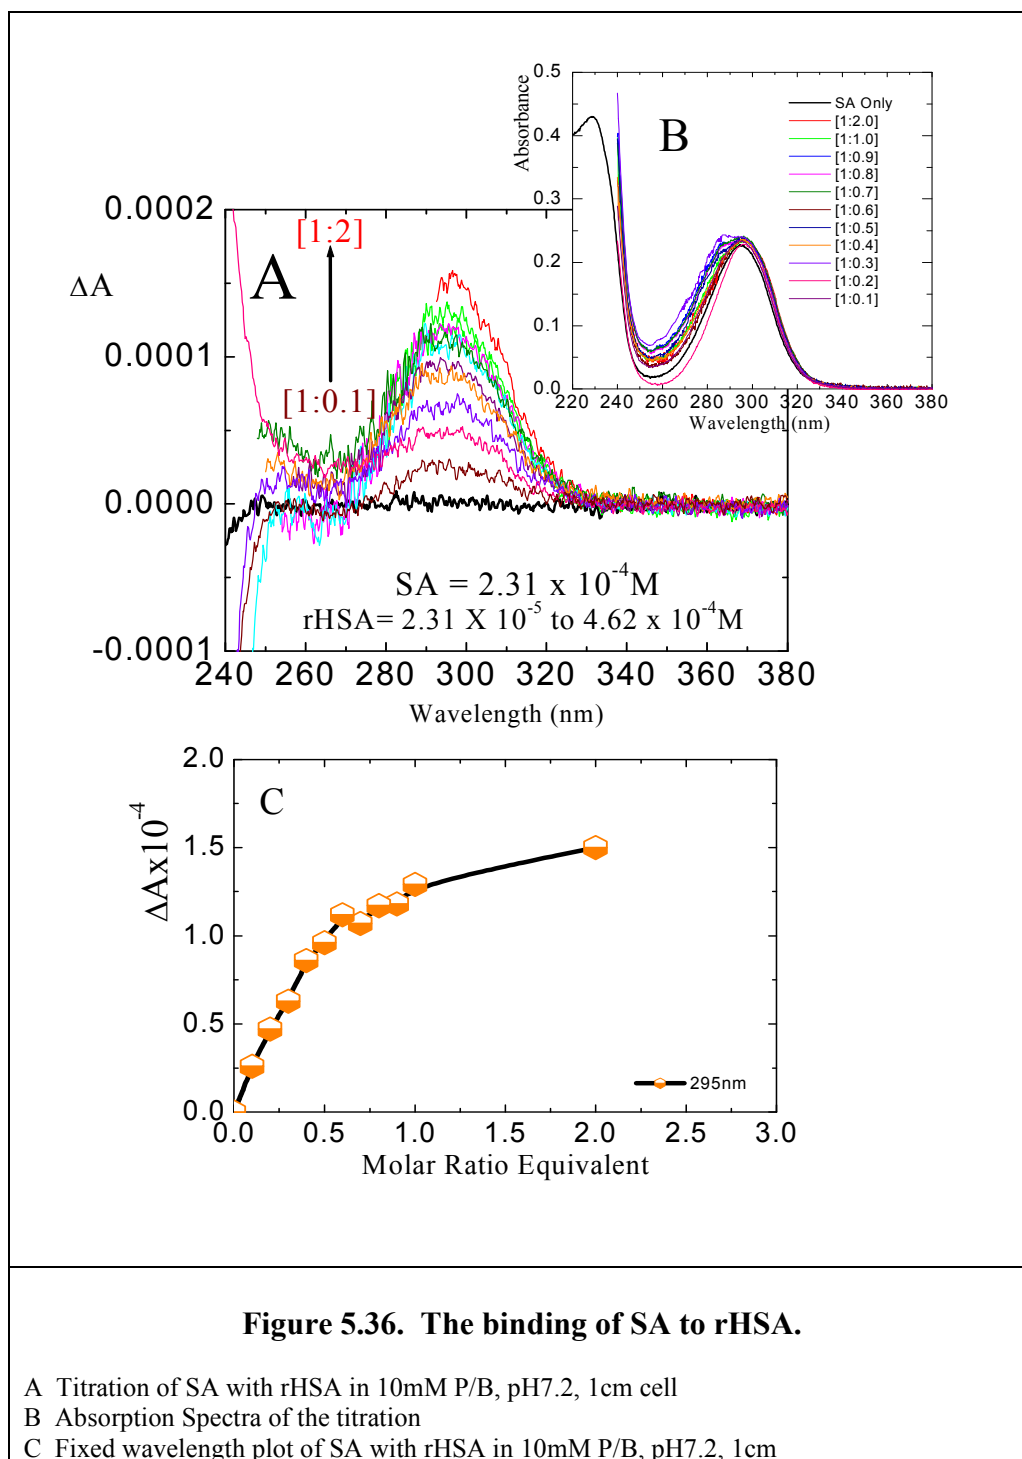 0.5
0.4
0.3
0.2
0.1
0.0
Absorbance
B
SA Only
[1:2.0]
[1:1.0]
[1:0.9]
[1:0.8]
[1:0.7]
[1:0.6]
[1:0.5]
[1:0.4]
[1:0.3]
[1:0.2]
[1:0.1]
220 240 260 280 300 320 340 360 380
Wavelength (nm)
0.0002
0.0001
0.0000
-0.0001
ΔA
A
[1:2]
[1:0.1]
SA = 2.31 x 10⁻⁴M
rHSA= 2.31 X 10⁻⁵ to 4.62 x 10⁻⁴M
240 260 280 300 320 340 360 380
Wavelength (nm)
2.0
1.5
1.0
0.5
0.0
ΔAx10⁻⁴
C
295nm
0.0 0.5 1.0 1.5 2.0 2.5 3.0
Molar Ratio Equivalent
Figure 5.36. The binding of SA to rHSA.
A Titration of SA with rHSA in 10mM P/B, pH7.2, 1cm cell
B Absorption Spectra of the titration
C Fixed wavelength plot of SA with rHSA in 10mM P/B, pH7.2, 1cm